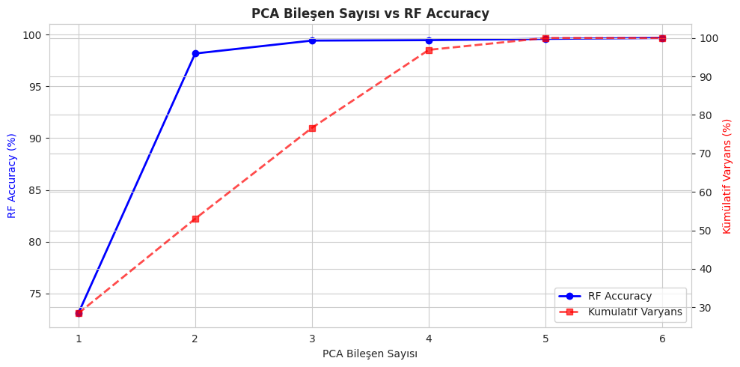 PCA Bileşen Sayısı vs RF Accuracy
100
95
90
85
80
75
RF Accuracy (%)
100
90
80
70
60
50
40
30
Kümülatif Varyans (%)
RF Accuracy
Kümülatif Varyans
1 2 3 4 5 6
PCA Bileşen Sayısı